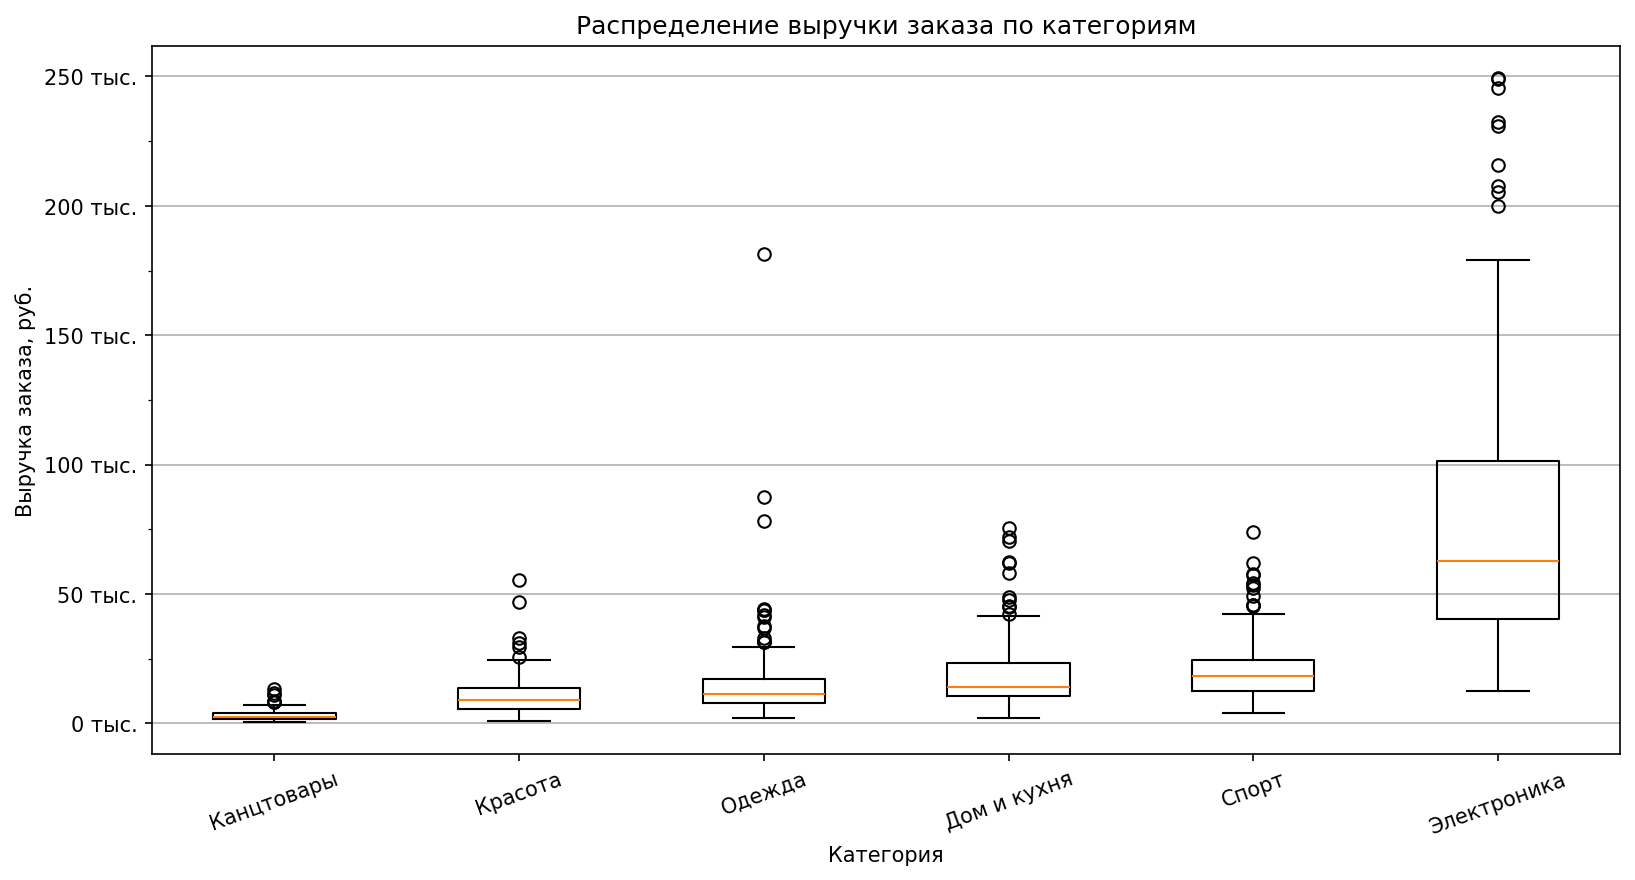 Распределение выручки заказа по категориям
Выручка заказа, руб.
250 тыс.
200 тыс.
150 тыс.
100 тыс.
50 тыс.
0 тыс.
Канцтовары
Красота
Одежда
Дом и кухня
Спорт
Электроника
Категория